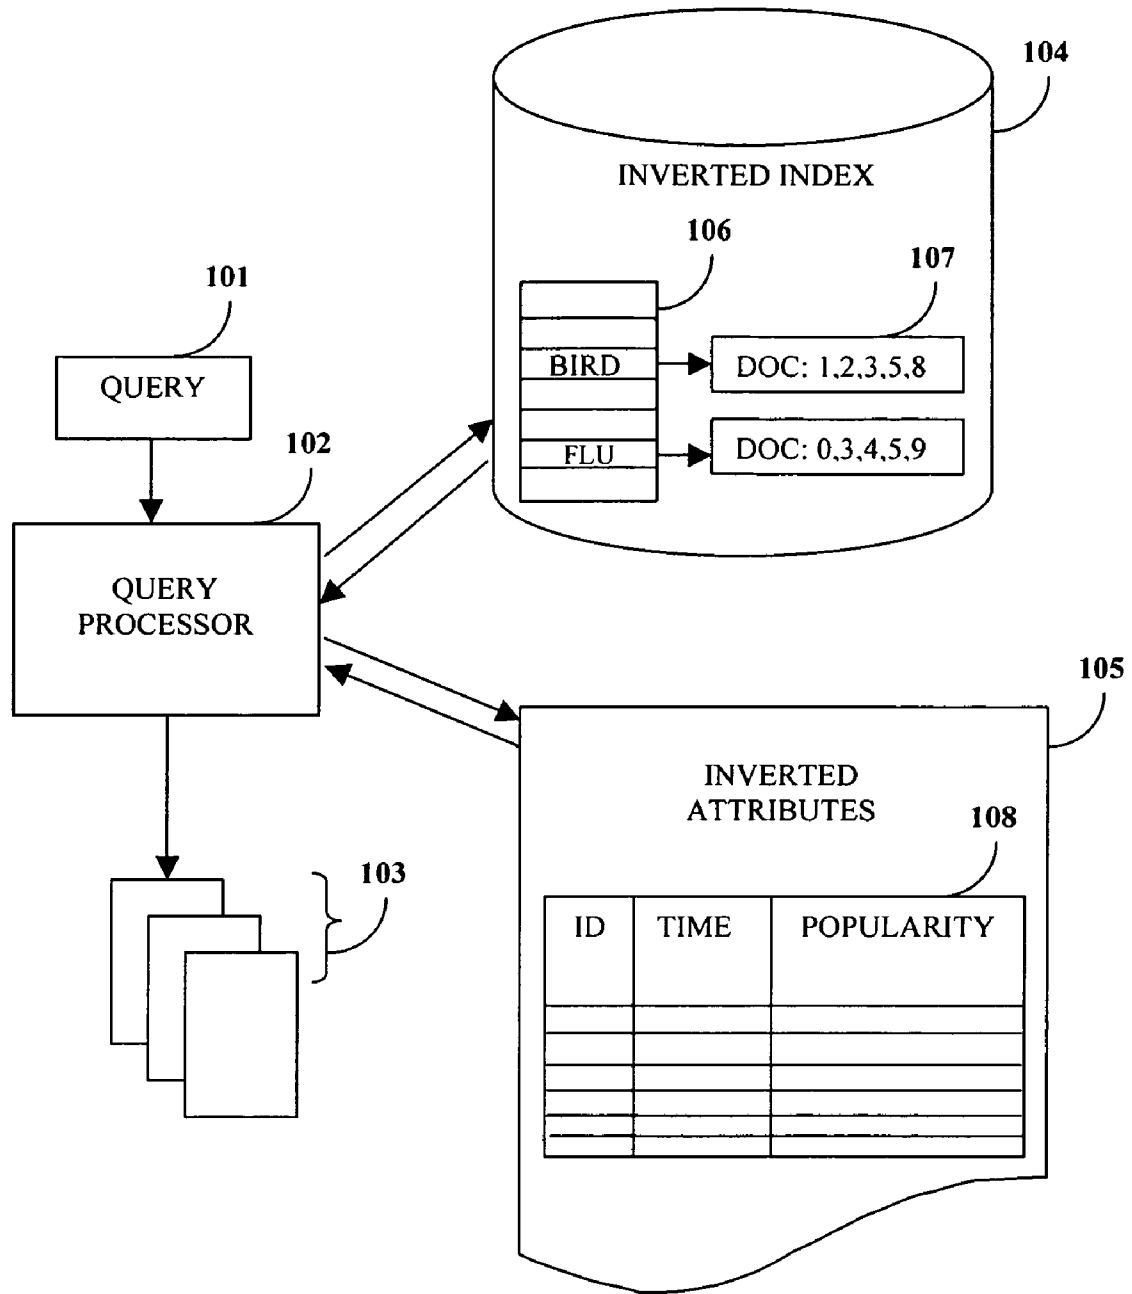 104
INVERTED INDEX
106
107
101
BIRD
DOC: 1,2,3,5,8
QUERY
102
FLU
DOC: 0,3,4,5,9
QUERY
PROCESSOR
105
INVERTED
ATTRIBUTES
108
103
ID TIME POPULARITY